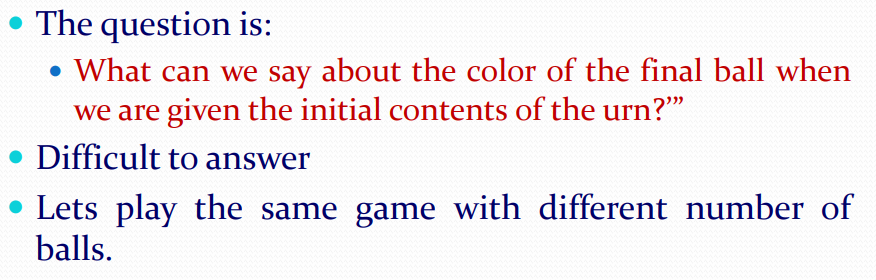 • The question is:
• What can we say about the color of the final ball when
we are given the initial contents of the urn?’”
• Difficult to answer
• Lets play the same game with different number of
balls.